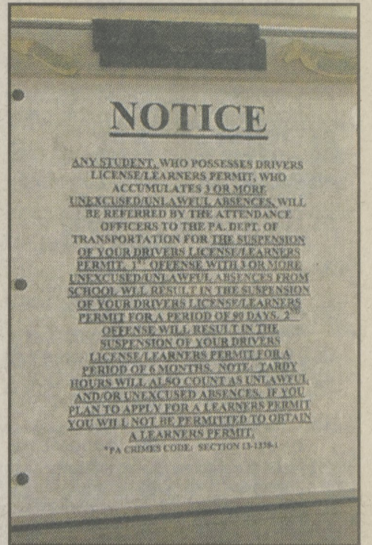 NOTICE
ANY STUDENT, WHO POSSESSES DRIVERS
LICENSE/LEARNERS PERMIT, WHO
ACCUMULATES 3 OR MORE
UNEXCUSED/UNLAWFUL ABSENCES, WILL
BE REFERRED BY THE ATTENDANCE
OFFICERS TO THE PA. DEPT. OF
TRANSPORTATION FOR THE SUSPENSION
OF YOUR DRIVERS LICENSE/LEARNERS
PERMIT. 1ST OFFENSE WITH 3 OR MORE
UNEXCUSED/UNLAWFUL ABSENCES FROM
SCHOOL WLL RESULT IN THE SUSPENSION
OF YOUR DRIVERS LICENSE/LEARNERS
PERMIT FOR A PERIOD OF 90 DAYS. 2ND
OFFENSE WILL RESULT IN THE
SUSPENSION OF YOUR DRIVERS
LICENSE/LEARNERS PERMIT FOR A
PERIOD OF 6 MONTHS. NOTE: TARDY
HOURS WILL ALSO COUNT AS UNLAWFUL
AND/OR UNEXCUSED ABSENCES. IF YOU
PLAN TO APPLY FOR A LEARNERS PERMIT
YOU WILL NOT BE PERMITTED TO OBTAIN
A LEARNERS PERMIT.
*PA CRIMES CODE: SECTION 13-1338-1